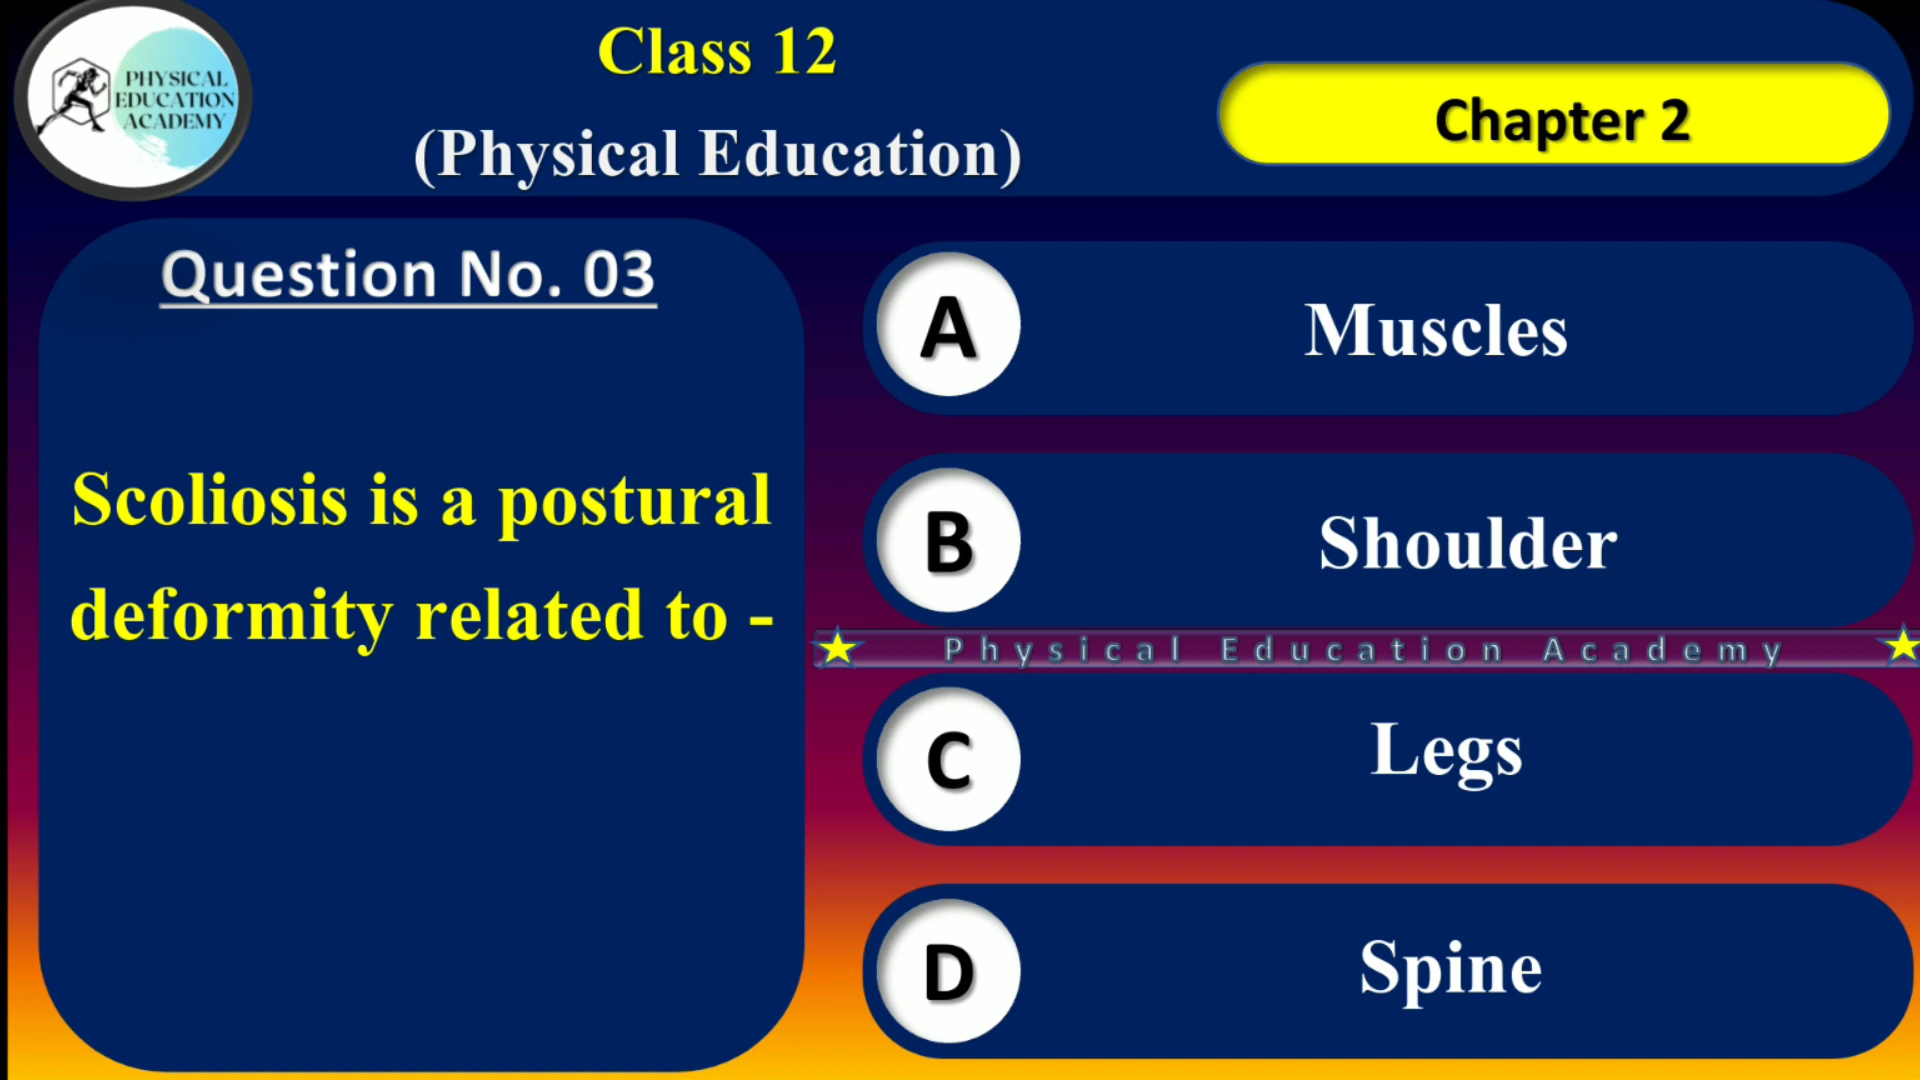 PHYSICAL
EDUCATION
ACADEMY
Class 12
(Physical Education)
Chapter 2
Question No. 03
Scoliosis is a postural
deformity related to -
A
Muscles
B
Shoulder
Physical Education Academy
C
Legs
D
Spine